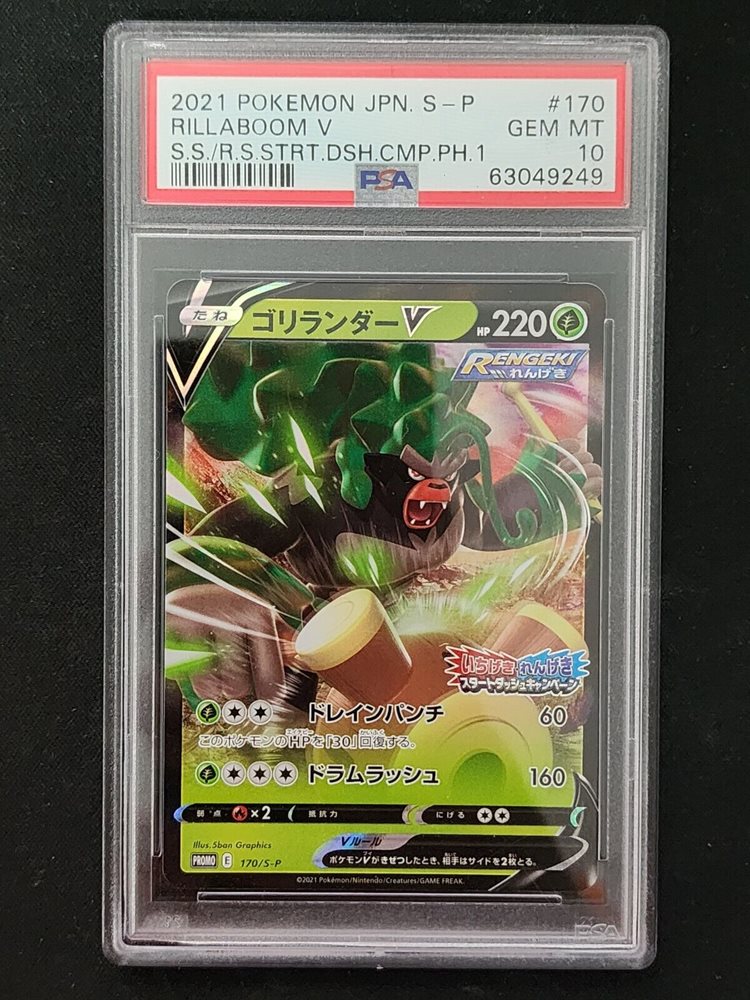 2021 POKEMON JPN. S-P #170
RILLABOOM V GEM MT
S.S./R.S.STRT.DSH.CMP.PH.1 10
PSA 63049249
たね ゴリランダーV HP 220
RENGEKI
れんげき
いちげき れんげき
スタートダッシュキャンペーン
ドレインパンチ 60
このポケモンのHPを「30」回復する。
ドラムラッシュ 160
弱点 ×2 抵抗力 にげる
Vルール
Illus.5ban Graphics
ポケモンVがきぜつしたとき、相手はサイドを2枚とる。
PROMO E 170/S-P
©2021 Pokémon/Nintendo/Creatures/GAME FREAK.
PSA